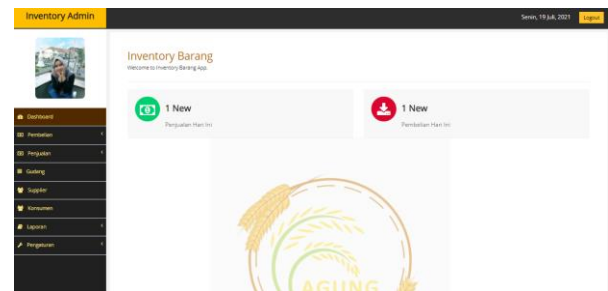 Inventory Admin
Senin, 19 Juli, 2021
Logout
Inventory Barang
Welcome to Inventory Barang App
1 New
Penjualan Hari Ini
1 New
Pembelian Hari Ini
Dashboard
Pembelian
Penjualan
Gudang
Supplier
Konsumen
Laporan
Pengaturan
AGUNG